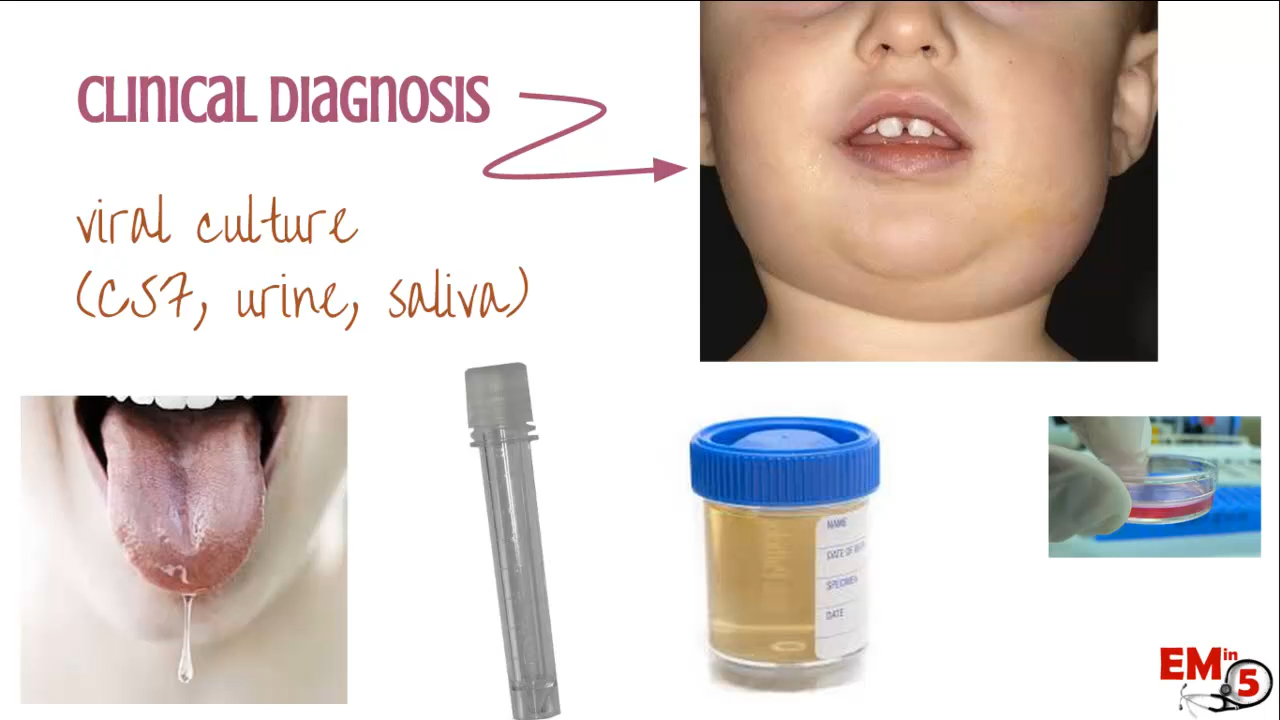 CLINICAL DIAGNOSIS
viral culture
(CSF, urine, saliva)
NAME
SPECIMEN
DATE
EM in 5